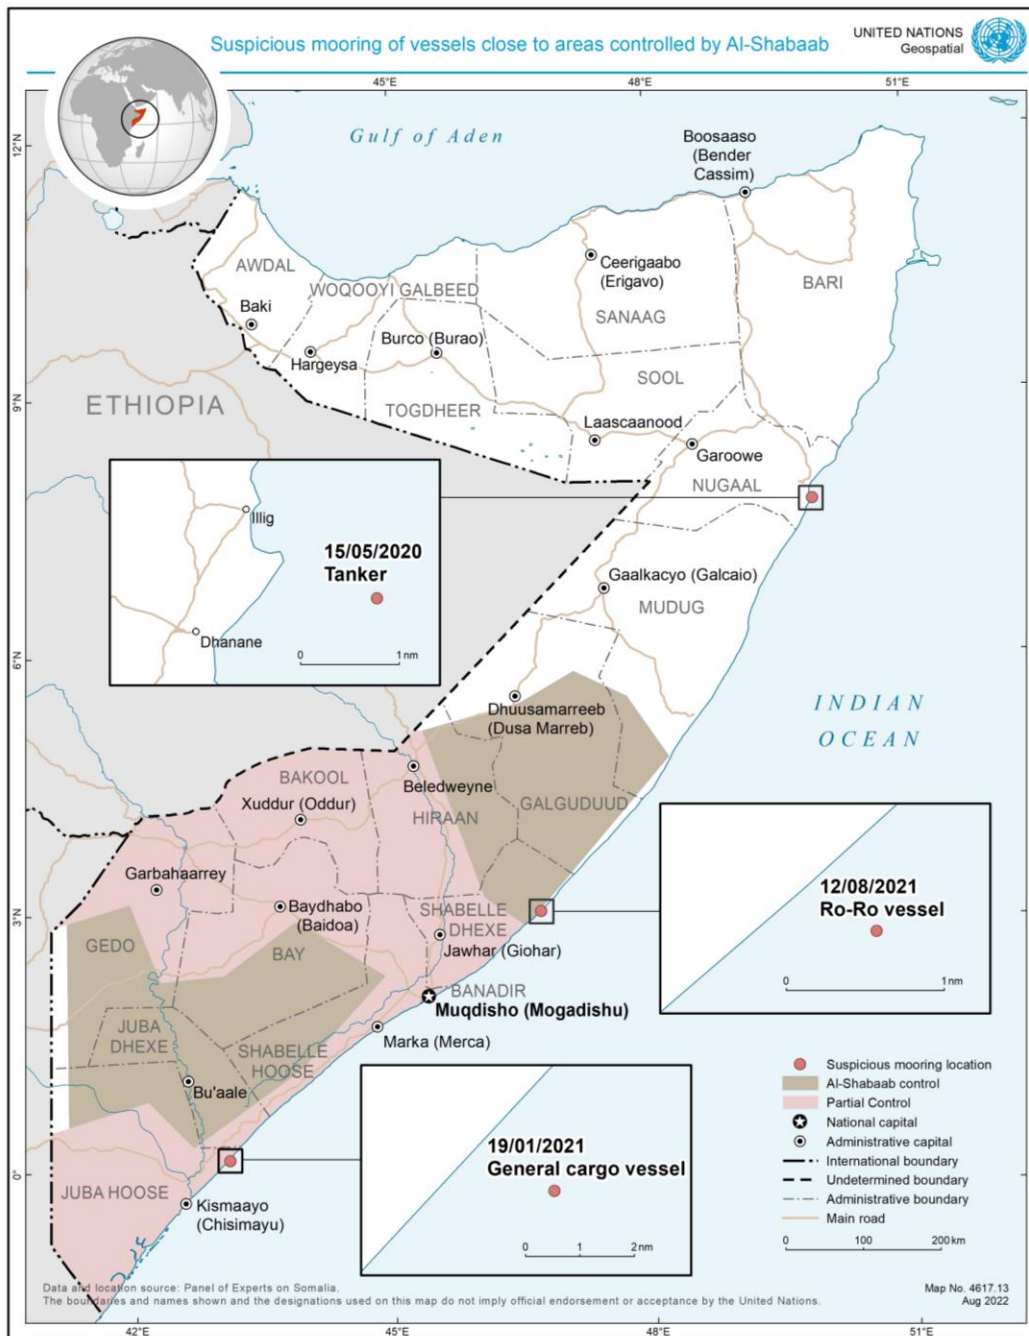 Suspicious mooring of vessels close to areas controlled by Al-Shabaab
UNITED NATIONS
Geospatial
45°E
48°E
51°E
12°N
Gulf of Aden
Boosaaso
(Bender
Cassim)
AWDAL
Ceerigaabo
(Erigavo)
BARI
WOQOOYI GALBEED
SANAAG
Baki
Burco (Burao)
Hargeysa
SOOL
9°N
ETHIOPIA
TOGDHEER
Laascaanood
Garoowe
NUGAAL
Illig
15/05/2020
Tanker
Dhanane
0
1 nm
Gaalkacyo (Galcaio)
MUDUG
6°N
Dhuusamarreeb
(Dusa Marreb)
INDIAN
OCEAN
BAKOOL
Beledweyne
Xuddur (Oddur)
HIRAAN
GALGUDUUD
Garbahaarrey
12/08/2021
Ro-Ro vessel
0
1 nm
3°N
Baydhabo
(Baidoa)
SHABELLE
DHEXE
GEDO
BAY
Jawhar (Giohar)
BANADIR
Muqdisho (Mogadishu)
JUBA
DHEXE
Marka (Merca)
SHABELLE
HOOSE
Bu'aale
19/01/2021
General cargo vessel
0
1
2 nm
0°
JUBA HOOSE
Kismaayo
(Chisimayu)
Suspicious mooring location
Al-Shabaab control
Partial Control
National capital
Administrative capital
International boundary
Undetermined boundary
Administrative boundary
Main road
0
100
200 km
Data and location source: Panel of Experts on Somalia.
The boundaries and names shown and the designations used on this map do not imply official endorsement or acceptance by the United Nations.
Map No. 4617.13
Aug 2022
42°E
45°E
48°E
51°E